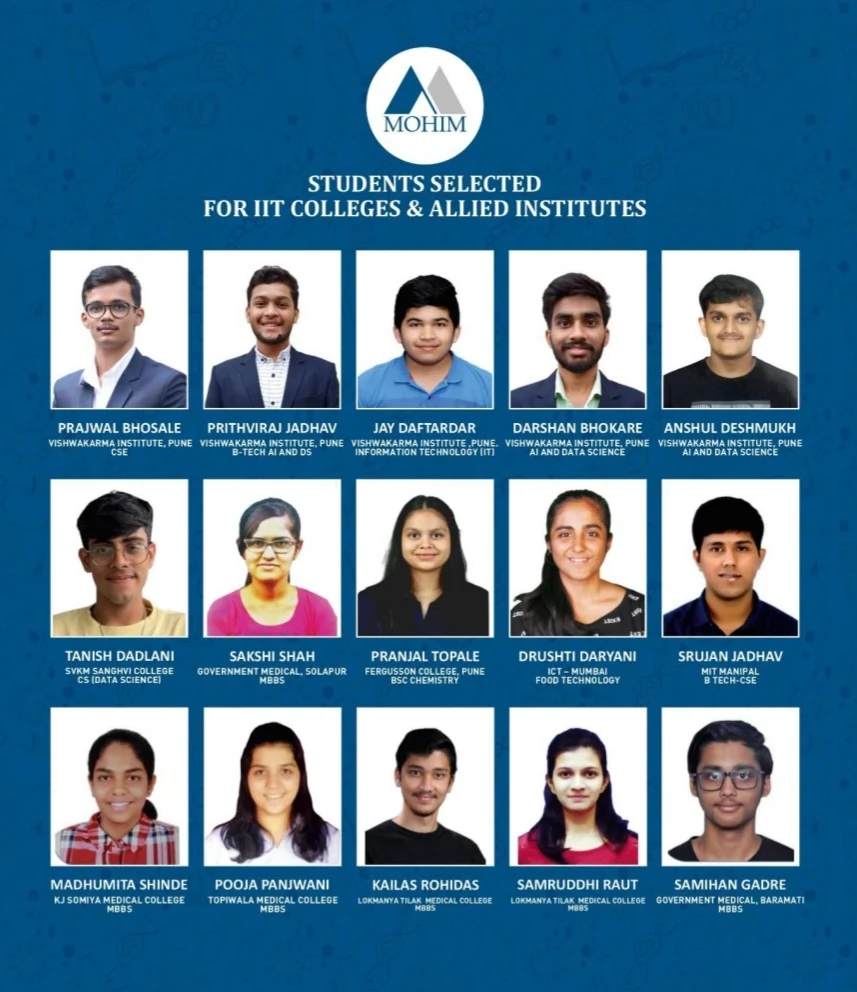 MOHIM
STUDENTS SELECTED
FOR IIT COLLEGES & ALLIED INSTITUTES
PRAJWAL BHOSALE
VISHWAKARMA INSTITUTE, PUNE
CSE
PRITHVIRAJ JADHAV
VISHWAKARMA INSTITUTE, PUNE
B-TECH AI AND DS
JAY DAFTARDAR
VISHWAKARMA INSTITUTE ,PUNE.
INFORMATION TECHNOLOGY (IT)
DARSHAN BHOKARE
VISHWAKARMA INSTITUTE, PUNE
AI AND DATA SCIENCE
ANSHUL DESHMUKH
VISHWAKARMA INSTITUTE, PUNE
AI AND DATA SCIENCE
TANISH DADLANI
SVKM SANGHVI COLLEGE
CS (DATA SCIENCE)
SAKSHI SHAH
GOVERNMENT MEDICAL, SOLAPUR
MBBS
PRANJAL TOPALE
FERGUSSON COLLEGE, PUNE
BSC CHEMISTRY
DRUSHTI DARYANI
ICT – MUMBAI
FOOD TECHNOLOGY
SRUJAN JADHAV
MIT MANIPAL
B TECH-CSE
MADHUMITA SHINDE
KJ SOMIYA MEDICAL COLLEGE
MBBS
POOJA PANJWANI
TOPIWALA MEDICAL COLLEGE
MBBS
KAILAS ROHIDAS
LOKMANYA TILAK MEDICAL COLLEGE
MBBS
SAMRUDDHI RAUT
LOKMANYA TILAK MEDICAL COLLEGE
MBBS
SAMIHAN GADRE
GOVERNMENT MEDICAL, BARAMATI
MBBS